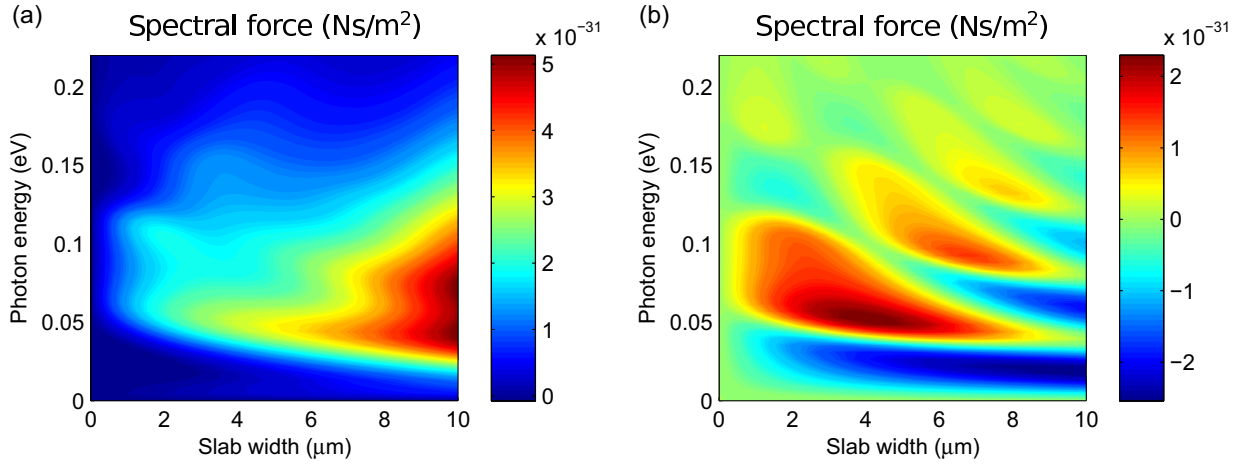 (a)
Spectral force (Ns/m²)
x 10⁻³¹
Photon energy (eV)
0.2
0.15
0.1
0.05
0
0 2 4 6 8 10
Slab width (μm)
5
4
3
2
1
0
(b)
Spectral force (Ns/m²)
x 10⁻³¹
Photon energy (eV)
0.2
0.15
0.1
0.05
0
0 2 4 6 8 10
Slab width (μm)
2
1
0
−1
−2